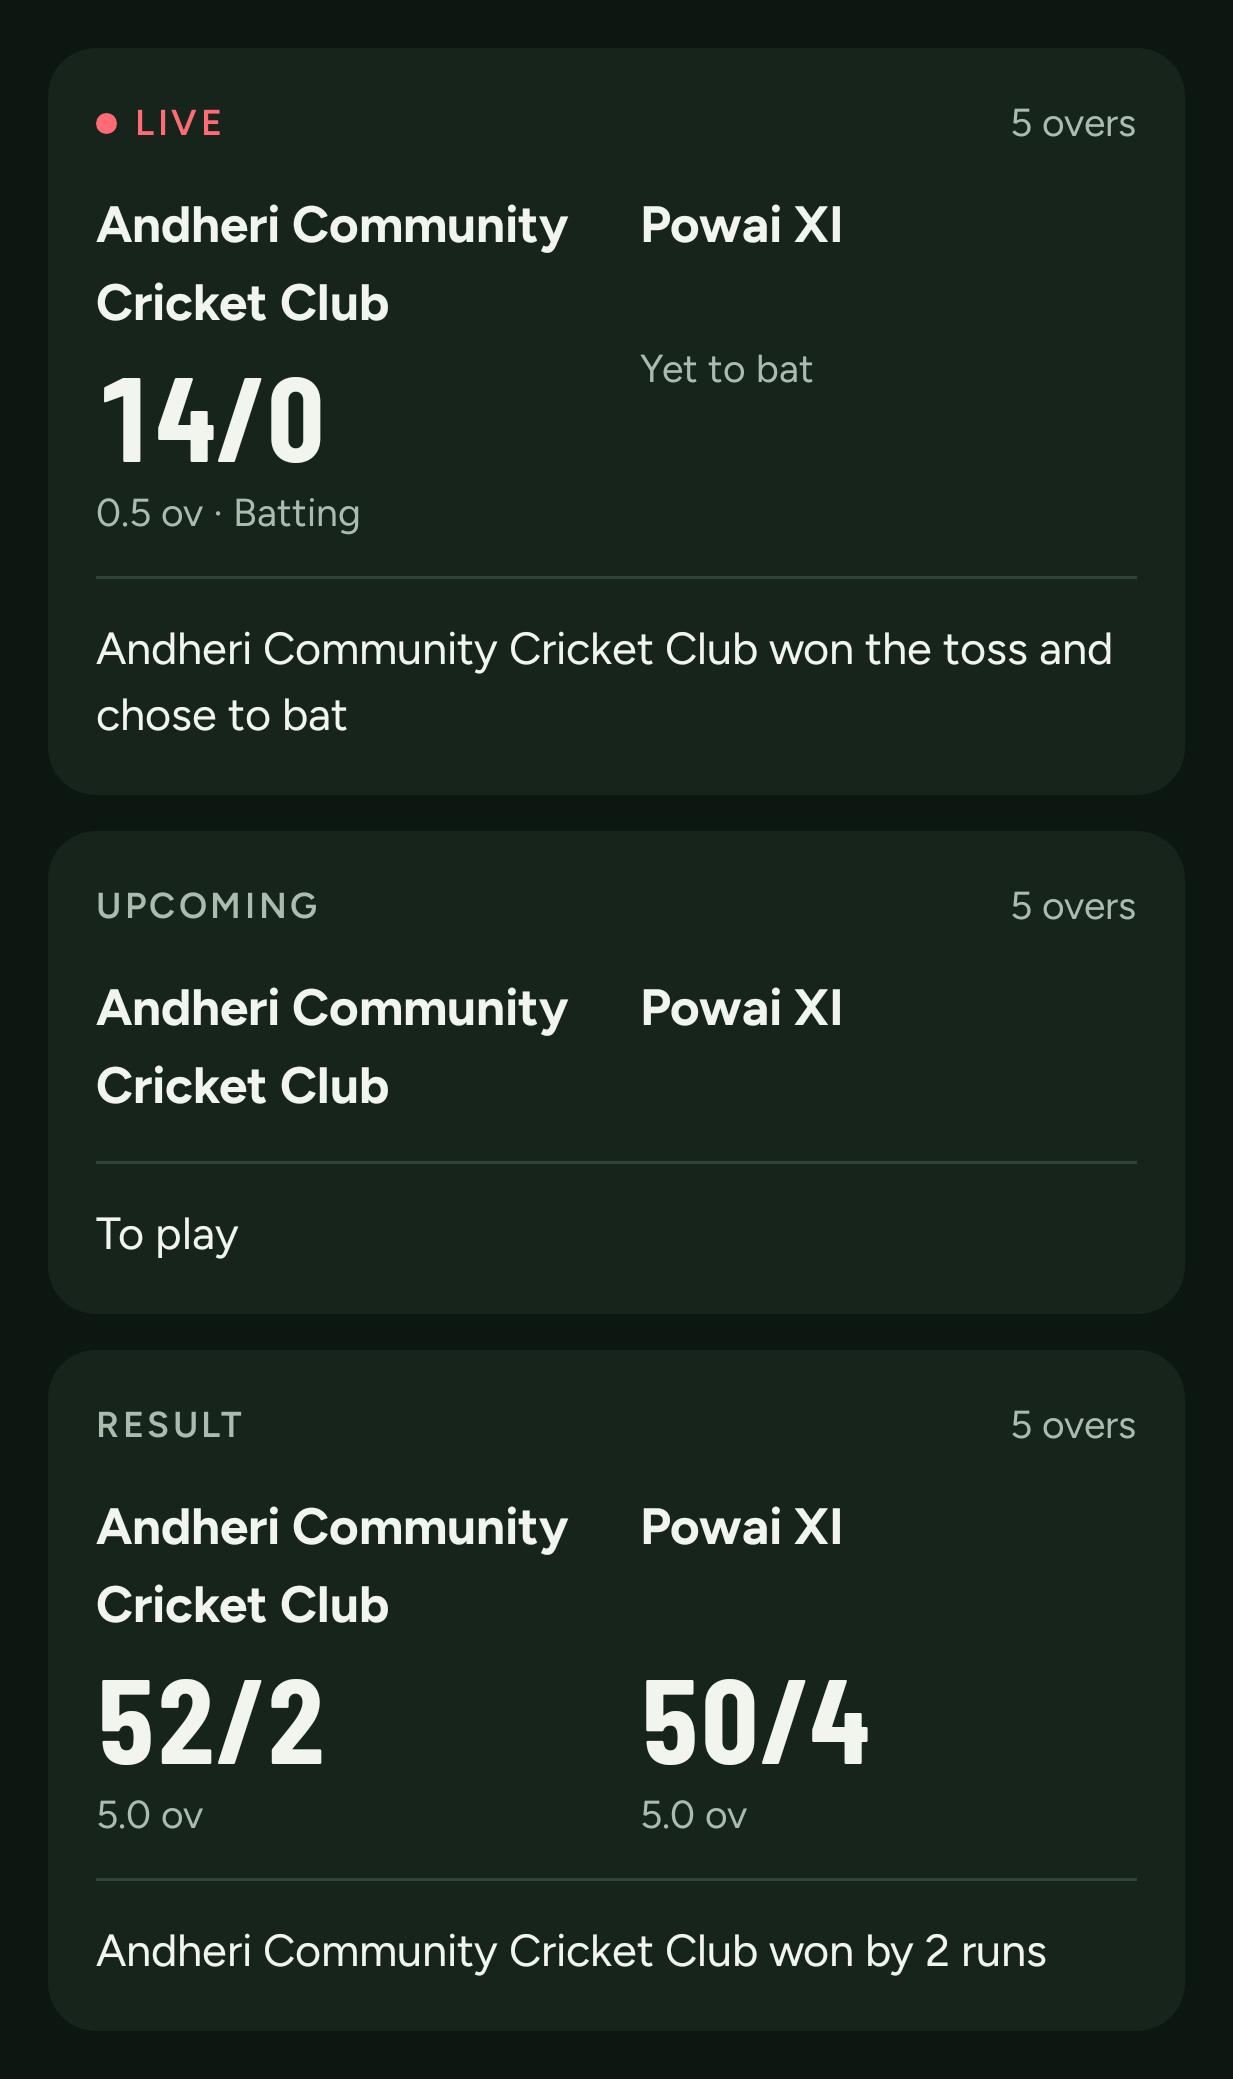 LIVE
5 overs
Andheri Community
Cricket Club
14/0
0.5 ov · Batting
Powai XI
Yet to bat
Andheri Community Cricket Club won the toss and
chose to bat
UPCOMING
5 overs
Andheri Community
Cricket Club
Powai XI
To play
RESULT
5 overs
Andheri Community
Cricket Club
52/2
5.0 ov
Powai XI
50/4
5.0 ov
Andheri Community Cricket Club won by 2 runs